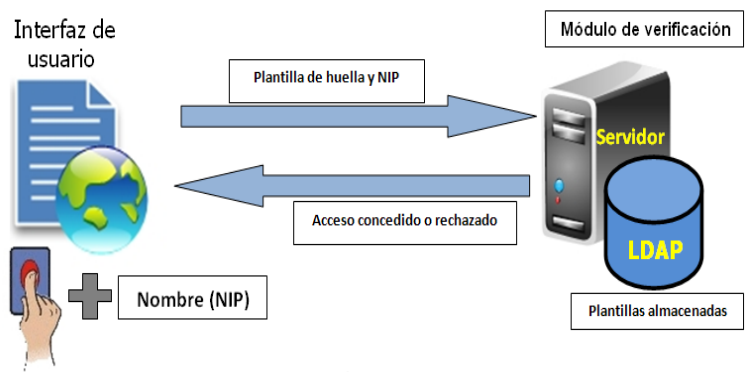 Interfaz de
usuario
Módulo de verificación
Plantilla de huella y NIP
Servidor
Acceso concedido o rechazado
LDAP
Nombre (NIP)
Plantillas almacenadas